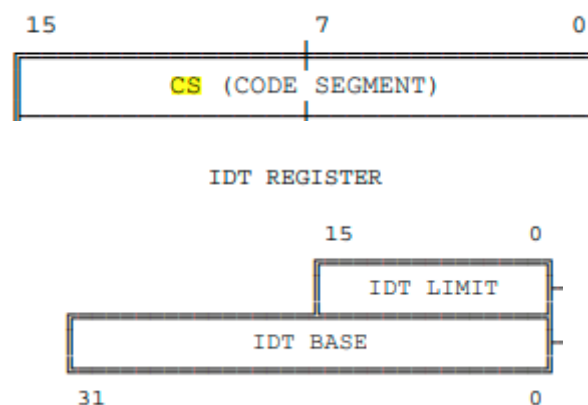 15 7 0
CS (CODE SEGMENT)
IDT REGISTER
15 0
IDT LIMIT
IDT BASE
31 0